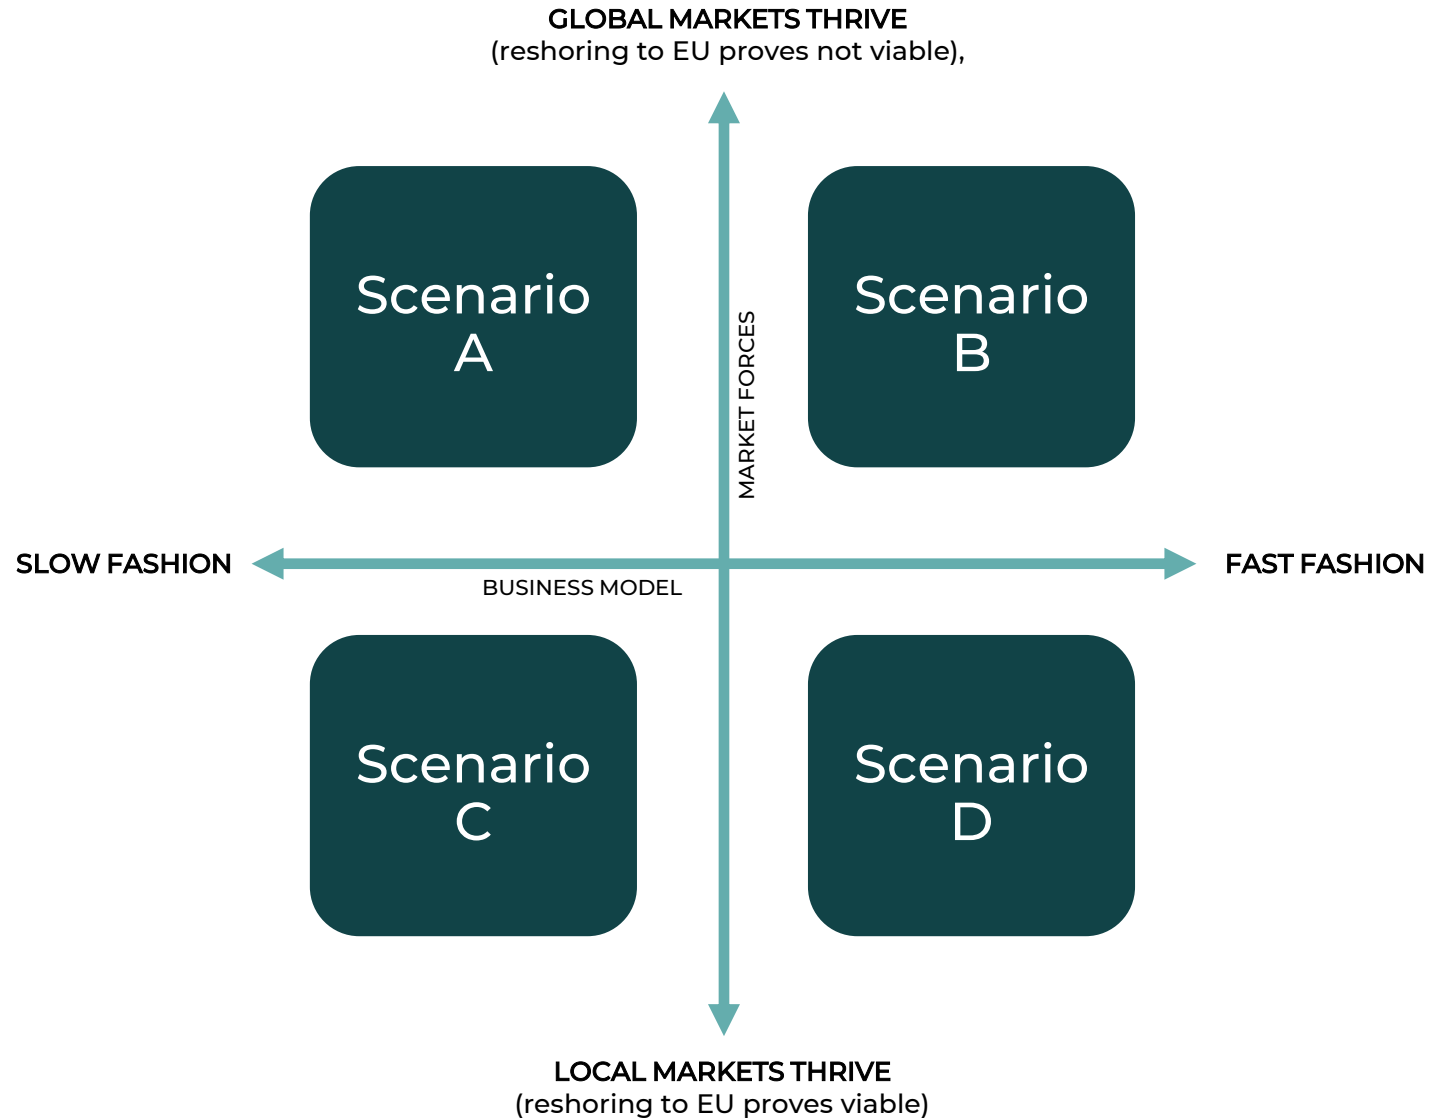 GLOBAL MARKETS THRIVE
(reshoring to EU proves not viable),
Scenario
A
Scenario
B
MARKET FORCES
SLOW FASHION
FAST FASHION
BUSINESS MODEL
Scenario
C
Scenario
D
LOCAL MARKETS THRIVE
(reshoring to EU proves viable)